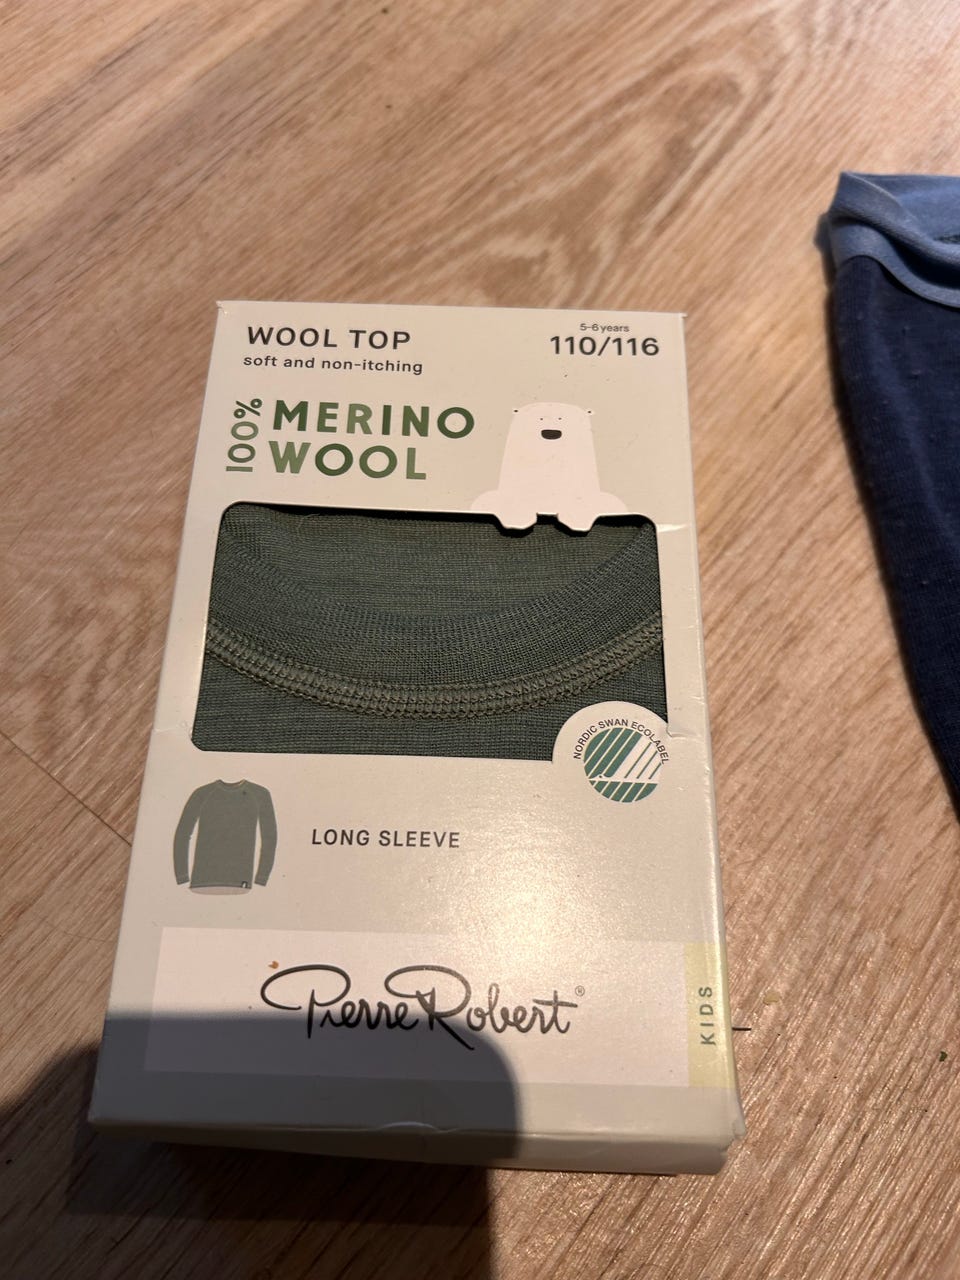 WOOL TOP
soft and non-itching
5-6 years
110/116
100%
MERINO
WOOL
NORDIC SWAN ECOLABEL
LONG SLEEVE
Pierre Robert®
KIDS